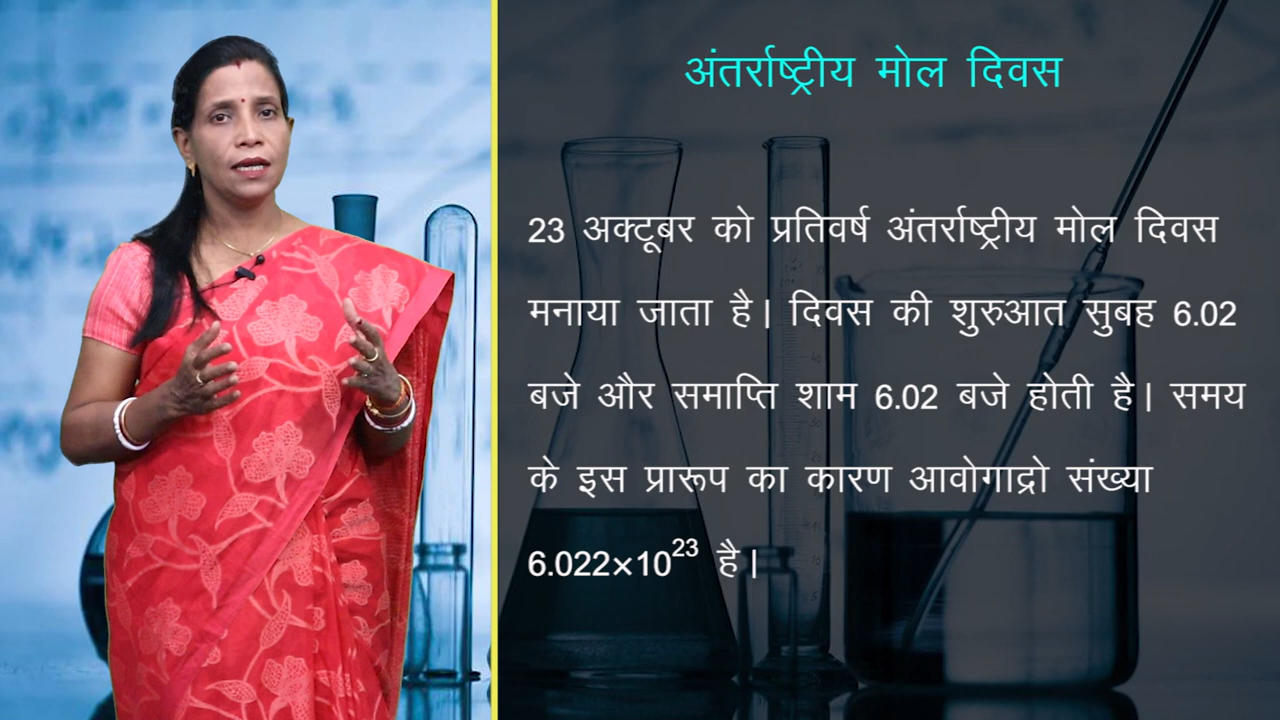 अंतर्राष्ट्रीय मोल दिवस
23 अक्टूबर को प्रतिवर्ष अंतर्राष्ट्रीय मोल दिवस
मनाया जाता है। दिवस की शुरुआत सुबह 6.02
बजे और समाप्ति शाम 6.02 बजे होती है। समय
के इस प्रारूप का कारण आवोगाद्रो संख्या
6.022×10²³ है।